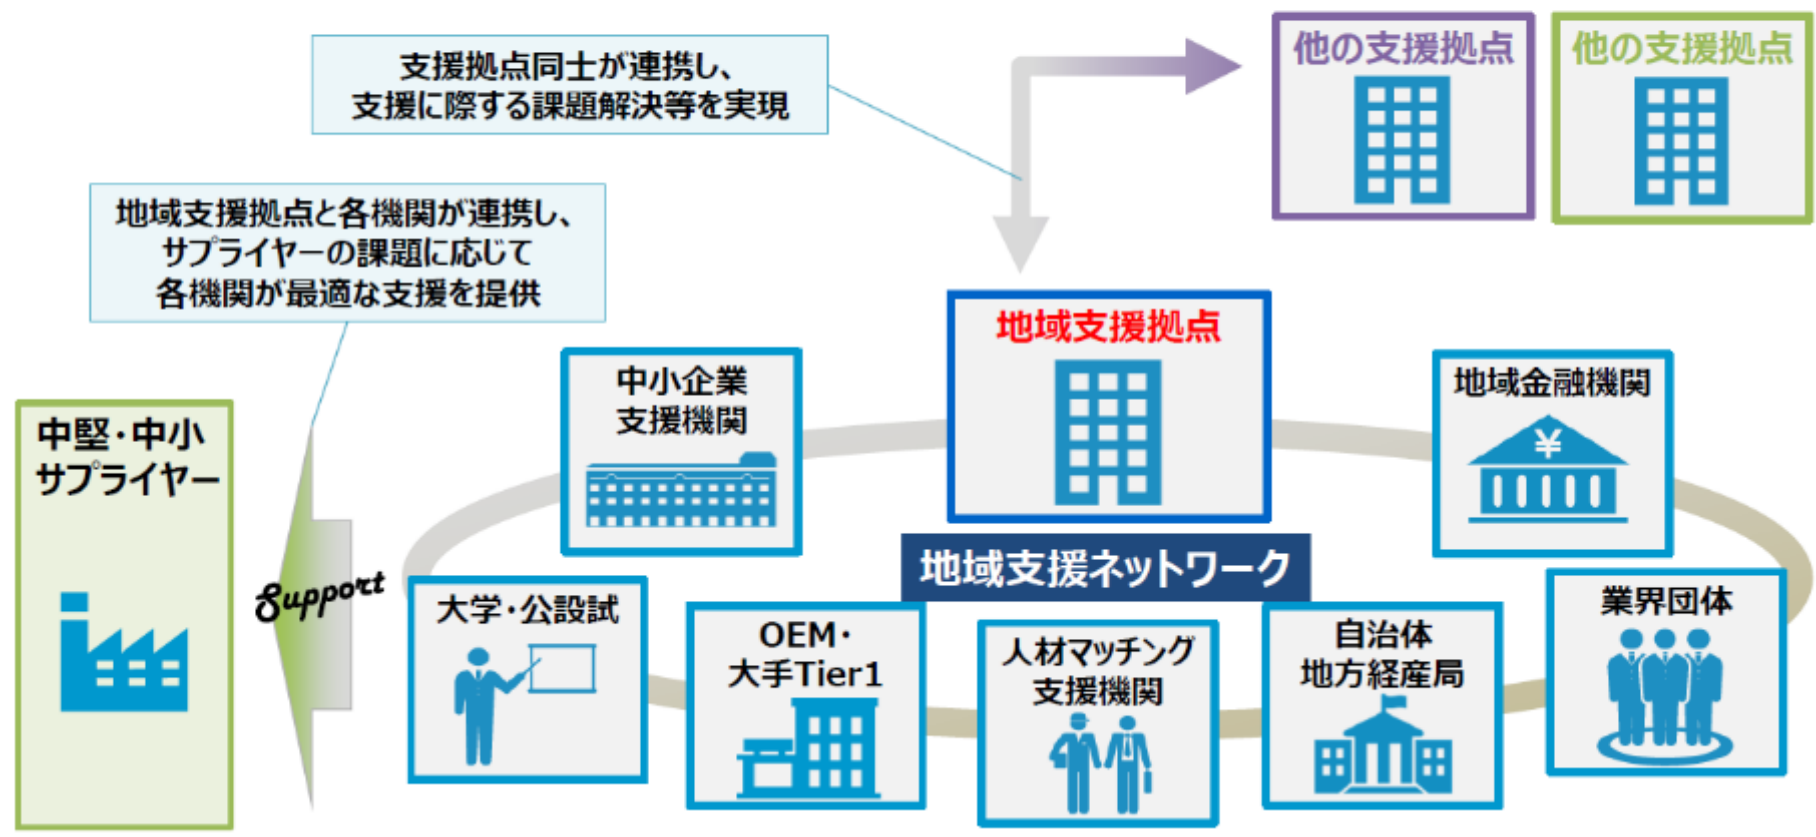 支援拠点同士が連携し、
支援に際する課題解決等を実現
他の支援拠点
他の支援拠点
地域支援拠点と各機関が連携し、
サプライヤーの課題に応じて
各機関が最適な支援を提供
地域支援拠点
中小企業
支援機関
地域金融機関
¥
中堅・中小
サプライヤー
地域支援ネットワーク
Support
大学・公設試
OEM・
大手Tier1
人材マッチング
支援機関
自治体
地方経産局
業界団体